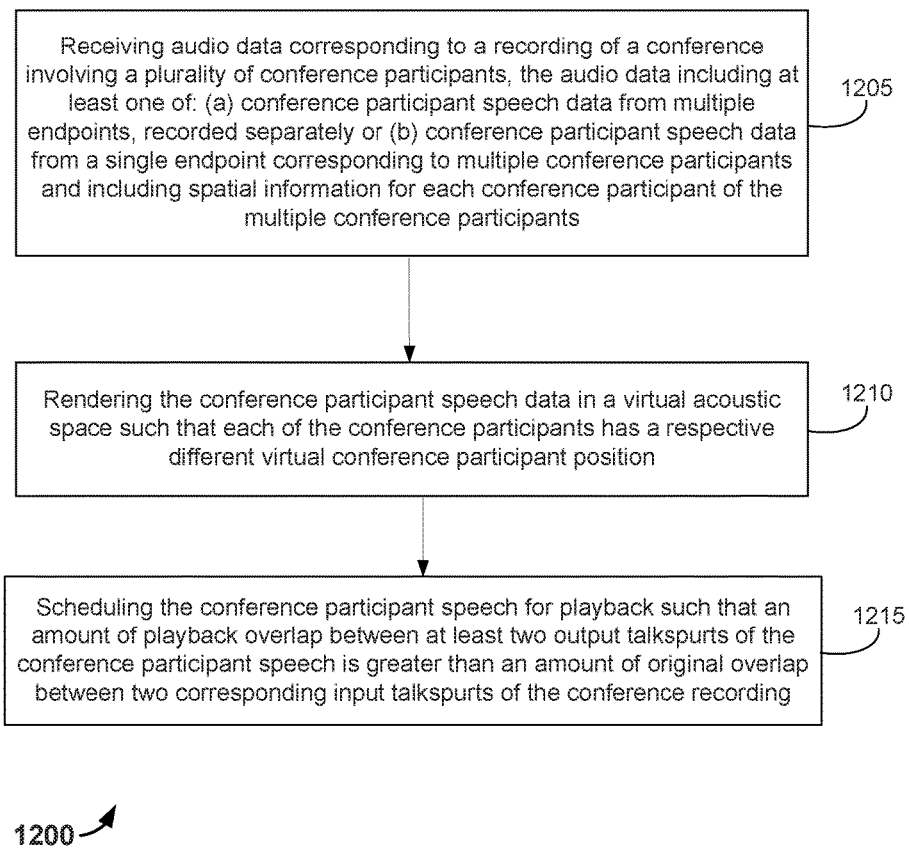 Receiving audio data corresponding to a recording of a conference
involving a plurality of conference participants, the audio data including at
least one of: (a) conference participant speech data from multiple
endpoints, recorded separately or (b) conference participant speech data
from a single endpoint corresponding to multiple conference participants
and including spatial information for each conference participant of the
multiple conference participants
1205
Rendering the conference participant speech data in a virtual acoustic
space such that each of the conference participants has a respective
different virtual conference participant position
1210
Scheduling the conference participant speech for playback such that an
amount of playback overlap between at least two output talkspurts of the
conference participant speech is greater than an amount of original overlap
between two corresponding input talkspurts of the conference recording
1215
1200